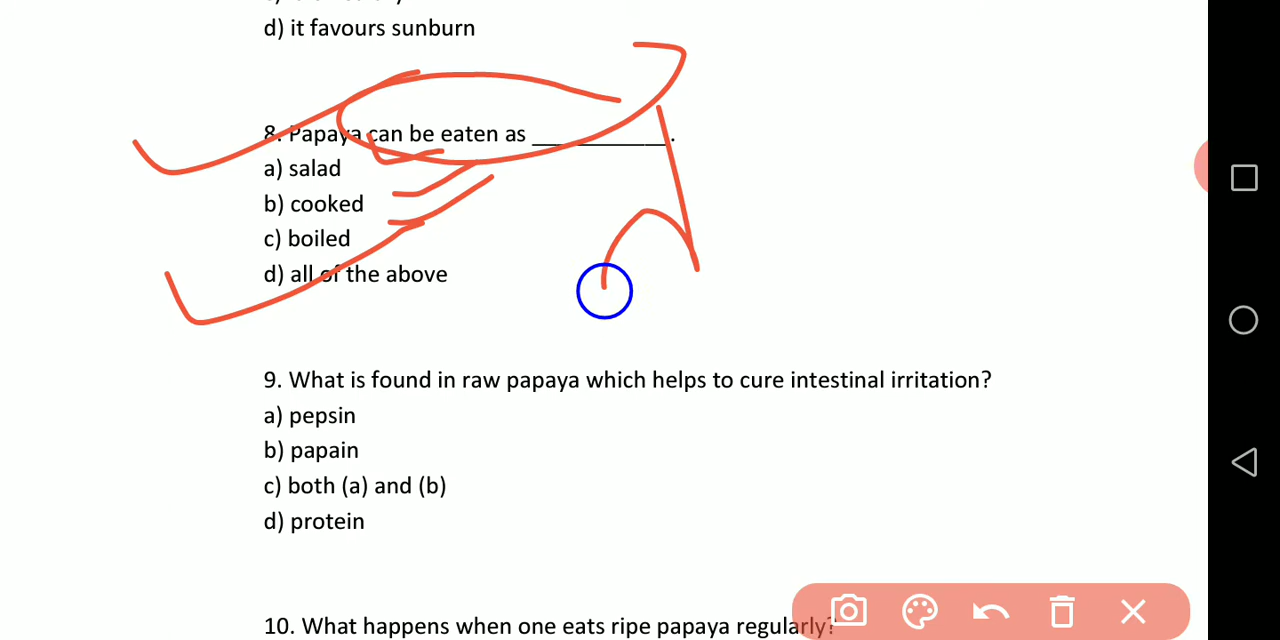 d) it favours sunburn
8. Papaya can be eaten as ____________.
a) salad
b) cooked
c) boiled
d) all of the above
9. What is found in raw papaya which helps to cure intestinal irritation?
a) pepsin
b) papain
c) both (a) and (b)
d) protein
10. What happens when one eats ripe papaya regularly?